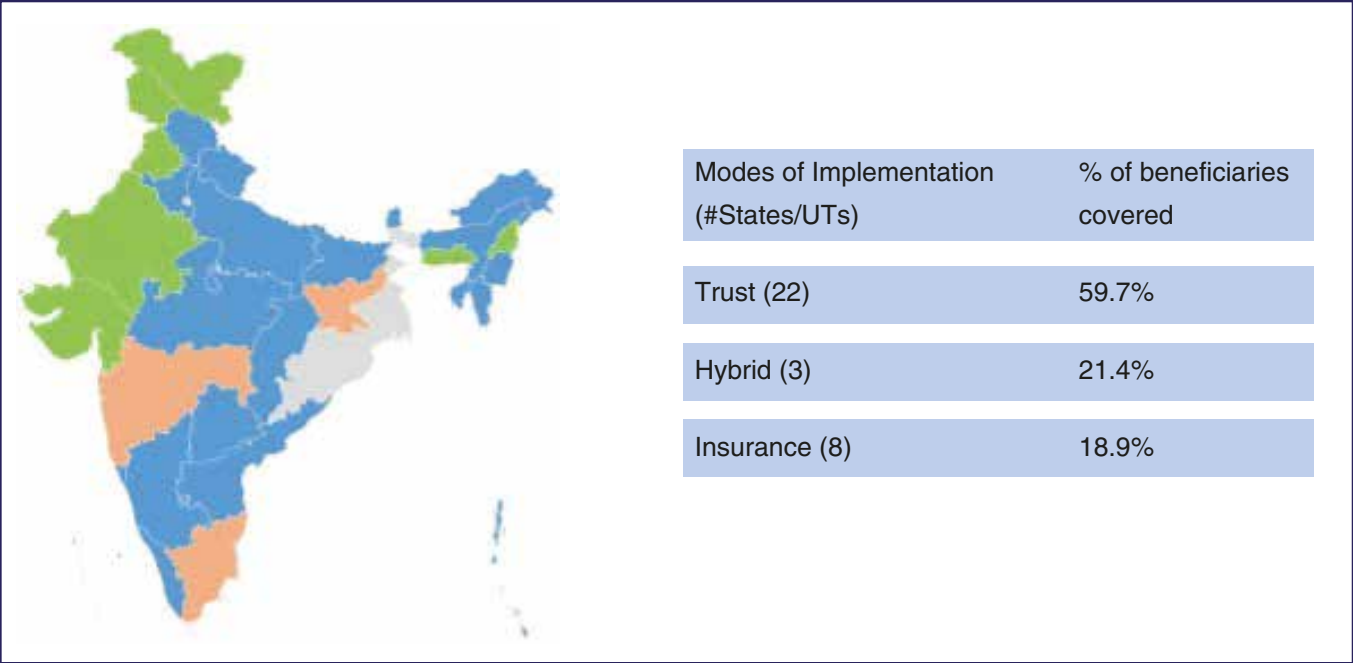 Modes of Implementation % of beneficiaries
(#States/UTs) covered
Trust (22) 59.7%
Hybrid (3) 21.4%
Insurance (8) 18.9%